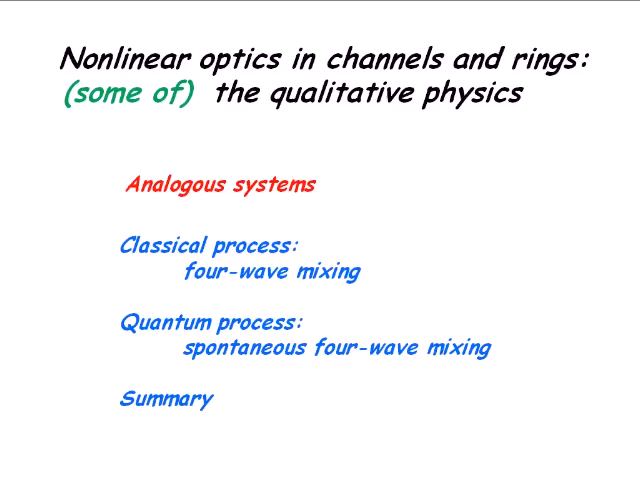 Nonlinear optics in channels and rings:
(some of) the qualitative physics
Analogous systems
Classical process:
four-wave mixing
Quantum process:
spontaneous four-wave mixing
Summary